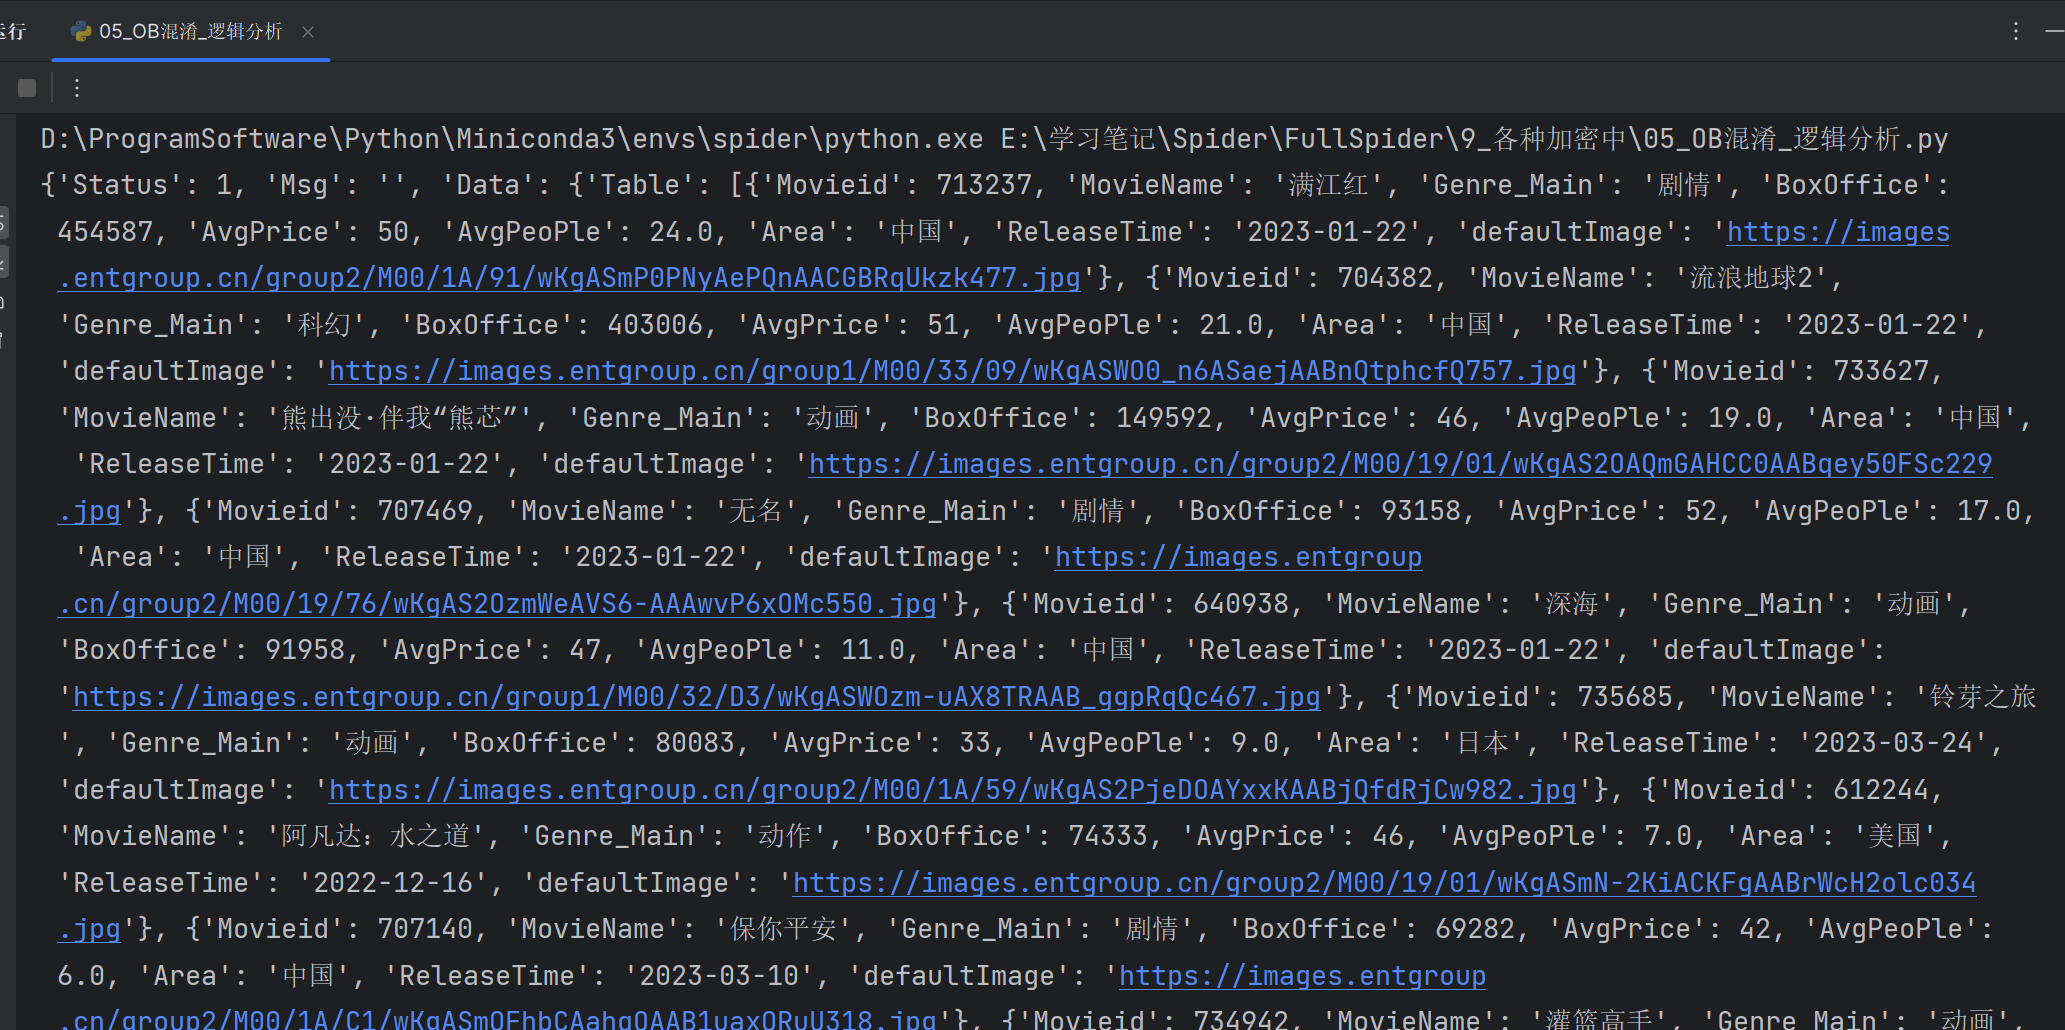 运行 05_OB混淆_逻辑分析
D:\ProgramSoftware\Python\Miniconda3\envs\spider\python.exe E:\学习笔记\Spider\FullSpider\9_各种加密中\05_OB混淆_逻辑分析.py
{'Status': 1, 'Msg': '', 'Data': {'Table': [{'Movieid': 713237, 'MovieName': '满江红', 'Genre_Main': '剧情', 'BoxOffice':
454587, 'AvgPrice': 50, 'AvgPeoPle': 24.0, 'Area': '中国', 'ReleaseTime': '2023-01-22', 'defaultImage': 'https://images
.entgroup.cn/group2/M00/1A/91/wKgASmP0PNyAePQnAACGBRqUkzk477.jpg'}, {'Movieid': 704382, 'MovieName': '流浪地球2',
'Genre_Main': '科幻', 'BoxOffice': 403006, 'AvgPrice': 51, 'AvgPeoPle': 21.0, 'Area': '中国', 'ReleaseTime': '2023-01-22',
'defaultImage': 'https://images.entgroup.cn/group1/M00/33/09/wKgASWO0_n6ASaejAABnQtphcfQ757.jpg'}, {'Movieid': 733627,
'MovieName': '熊出没·伴我“熊芯”', 'Genre_Main': '动画', 'BoxOffice': 149592, 'AvgPrice': 46, 'AvgPeoPle': 19.0, 'Area': '中国',
'ReleaseTime': '2023-01-22', 'defaultImage': 'https://images.entgroup.cn/group2/M00/19/01/wKgAS2OAQmGAHCC0AABqey50FSc229
.jpg'}, {'Movieid': 707469, 'MovieName': '无名', 'Genre_Main': '剧情', 'BoxOffice': 93158, 'AvgPrice': 52, 'AvgPeoPle': 17.0,
'Area': '中国', 'ReleaseTime': '2023-01-22', 'defaultImage': 'https://images.entgroup
.cn/group2/M00/19/76/wKgAS2OzmWeAVS6-AAAwvP6xOMc550.jpg'}, {'Movieid': 640938, 'MovieName': '深海', 'Genre_Main': '动画',
'BoxOffice': 91958, 'AvgPrice': 47, 'AvgPeoPle': 11.0, 'Area': '中国', 'ReleaseTime': '2023-01-22', 'defaultImage':
'https://images.entgroup.cn/group1/M00/32/D3/wKgASWOzm-uAX8TRAAB_ggpRqQc467.jpg'}, {'Movieid': 735685, 'MovieName': '铃芽之旅
', 'Genre_Main': '动画', 'BoxOffice': 80083, 'AvgPrice': 33, 'AvgPeoPle': 9.0, 'Area': '日本', 'ReleaseTime': '2023-03-24',
'defaultImage': 'https://images.entgroup.cn/group2/M00/1A/59/wKgAS2PjeDOAYxxKAABjQfdRjCw982.jpg'}, {'Movieid': 612244,
'MovieName': '阿凡达：水之道', 'Genre_Main': '动作', 'BoxOffice': 74333, 'AvgPrice': 46, 'AvgPeoPle': 7.0, 'Area': '美国',
'ReleaseTime': '2022-12-16', 'defaultImage': 'https://images.entgroup.cn/group2/M00/19/01/wKgASmN-2KiACKFgAABrWcH2olc034
.jpg'}, {'Movieid': 707140, 'MovieName': '保你平安', 'Genre_Main': '剧情', 'BoxOffice': 69282, 'AvgPrice': 42, 'AvgPeoPle':
6.0, 'Area': '中国', 'ReleaseTime': '2023-03-10', 'defaultImage': 'https://images.entgroup
.cn/group2/M00/1A/C1/wKgASmQFhbCAahgOAAB1uaxQRuU318.jpg'}, {'Movieid': 734942, 'MovieName': '灌篮高手', 'Genre_Main': '动画',